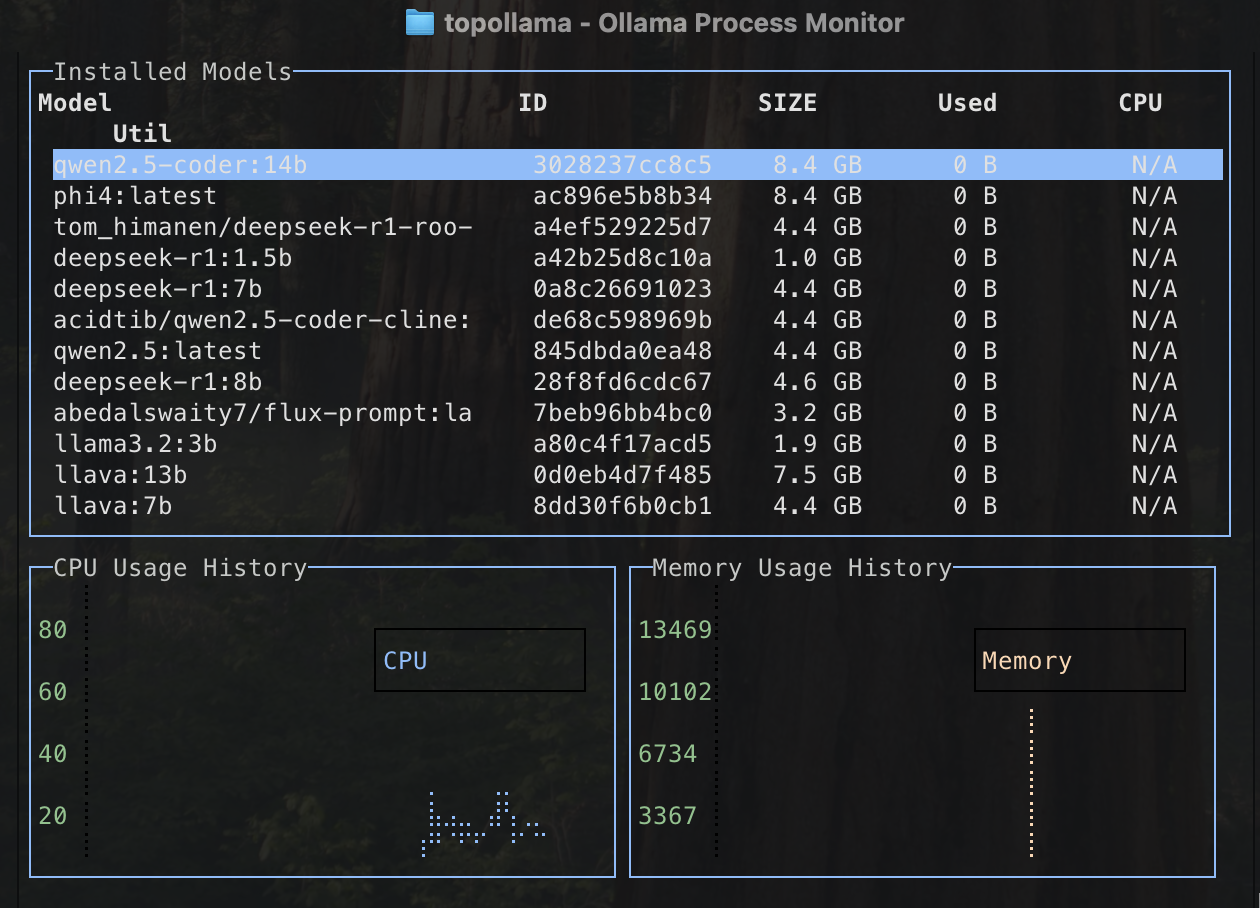 topollama - Ollama Process Monitor
Installed Models
Model ID SIZE Used CPU
Util
qwen2.5-coder:14b 3028237cc8c5 8.4 GB 0 B N/A
phi4:latest ac896e5b8b34 8.4 GB 0 B N/A
tom_himanen/deepseek-r1-roo- a4ef529225d7 4.4 GB 0 B N/A
deepseek-r1:1.5b a42b25d8c10a 1.0 GB 0 B N/A
deepseek-r1:7b 0a8c26691023 4.4 GB 0 B N/A
acidtib/qwen2.5-coder-cline: de68c598969b 4.4 GB 0 B N/A
qwen2.5:latest 845dbda0ea48 4.4 GB 0 B N/A
deepseek-r1:8b 28f8fd6cdc67 4.6 GB 0 B N/A
abedalswaity7/flux-prompt:la 7beb96bb4bc0 3.2 GB 0 B N/A
llama3.2:3b a80c4f17acd5 1.9 GB 0 B N/A
llava:13b 0d0eb4d7f485 7.5 GB 0 B N/A
llava:7b 8dd30f6b0cb1 4.4 GB 0 B N/A
CPU Usage History
80
CPU
60
40
20
Memory Usage History
13469
Memory
10102
6734
3367